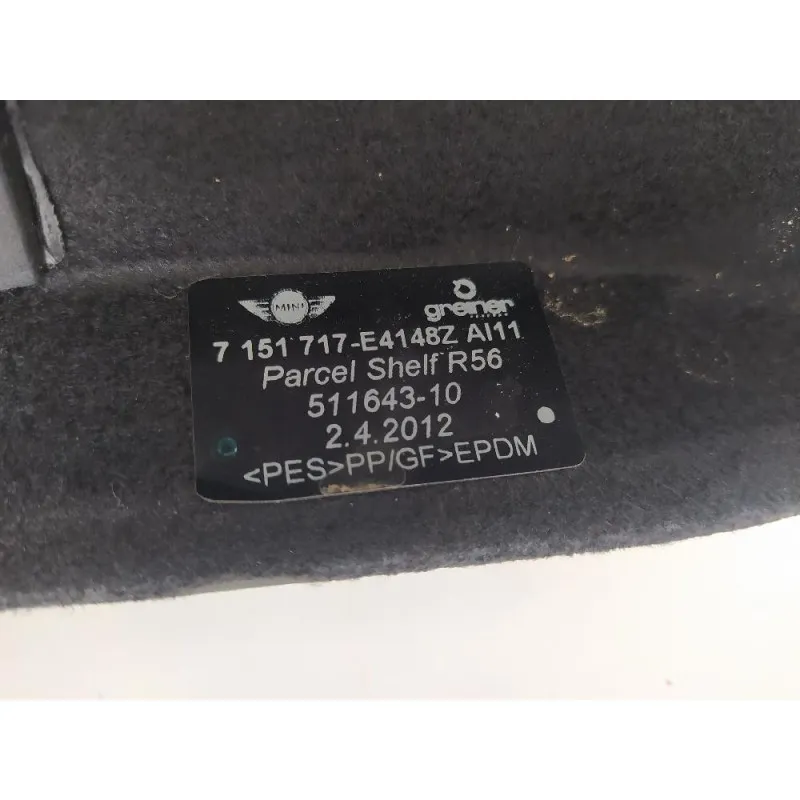 MINI
greiner
7 151 717-E4148Z AI11
Parcel Shelf R56
511643-10
2.4.2012
<PES>PP/GF>EPDM